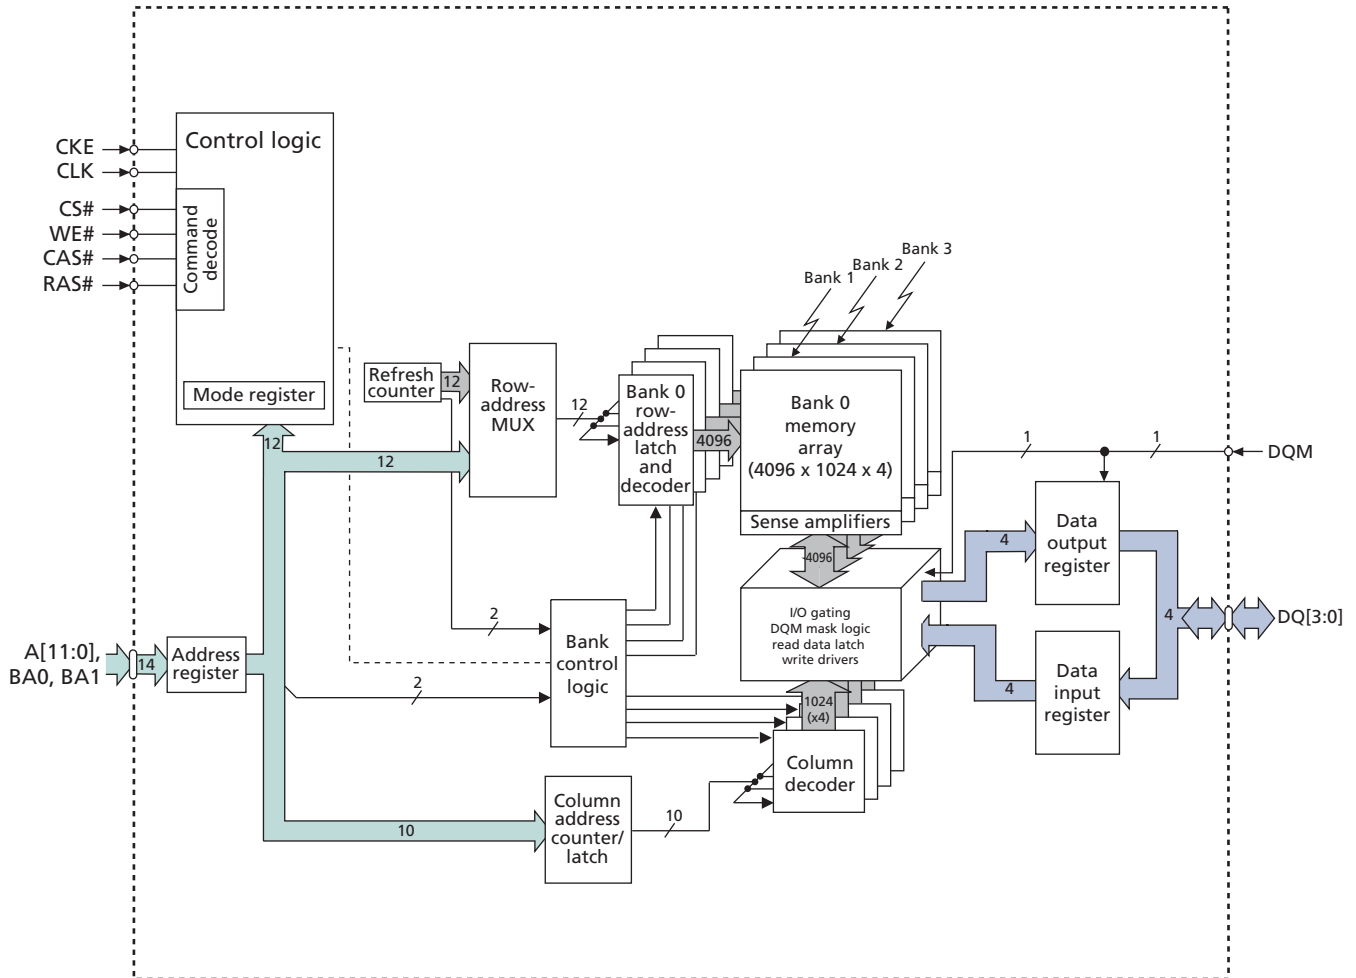 CKE
CLK
CS#
WE#
CAS#
RAS#
Control logic
Command
decode
Mode register
Bank 3
Bank 2
Bank 1
Refresh
counter
12
Row-
address
MUX
12
Bank 0
row-
address
latch
and
decoder
4096
Bank 0
memory
array
(4096 x 1024 x 4)
Sense amplifiers
12
12
1
1
DQM
4096
I/O gating
DQM mask logic
read data latch
write drivers
4
Data
output
register
4
DQ[3:0]
4
Data
input
register
2
Bank
control
logic
2
A[11:0],
BA0, BA1
14
Address
register
1024
(x4)
Column
decoder
10
Column
address
counter/
latch
10